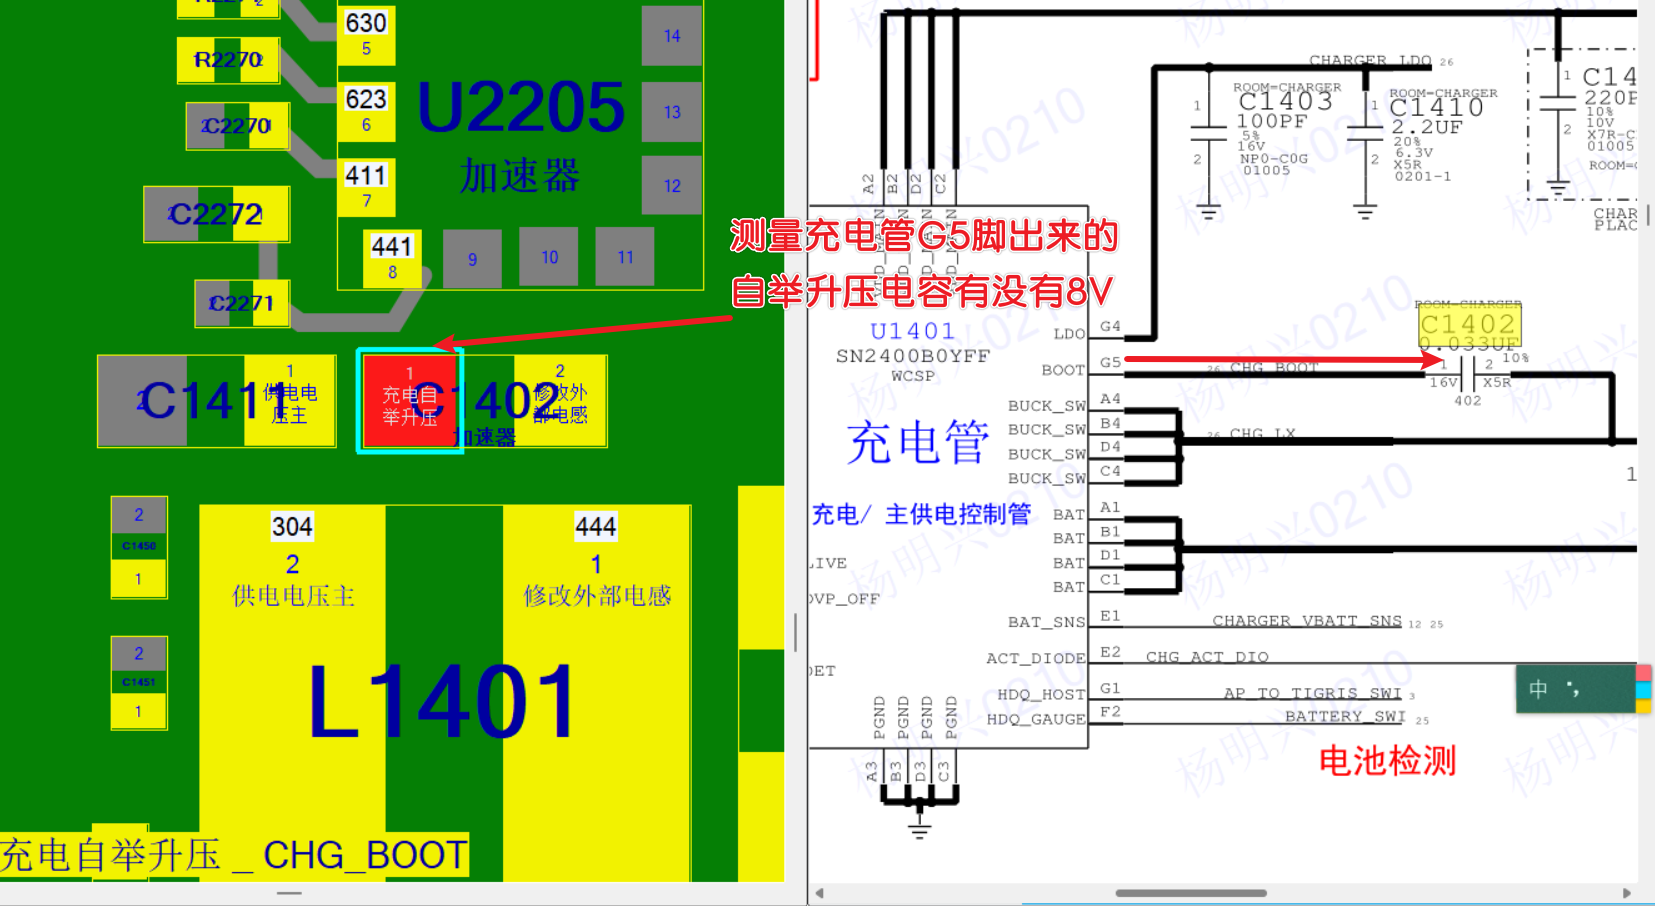 630
5
14
R2270
2
623
6
13
U2205
C2270
2
1
411
7
12
加速器
C2272
2
1
441
8
9
10
11
C2271
测量充电管G5脚出来的
自举升压电容有没有8V
C1411
2
1
供电电
压主
1
充电自
举升压
C1402
加速器
2
修改外
部电感
2
C1450
1
2
C1451
1
304
2
供电电压主
444
1
修改外部电感
L1401
充电自举升压 _ CHG_BOOT
CHARGER_LDO 26
ROOM=CHARGER
C1403
100PF
5%
16V
NP0-C0G
01005
1
2
ROOM=CHARGER
C1410
2.2UF
20%
6.3V
X5R
0201-1
1
2
C14
220P
10%
10V
X7R-C
01005
ROOM=C
1
2
CHAR
PLAC
A2
B2
D2
C2
U1401
SN2400B0YFF
WCSP
充电管
充电/ 主供电控制管
LDO G4
BOOT G5
26 CHG_BOOT
ROOM=CHARGER
C1402
0.033UF
1
2
10%
16V
X5R
402
BUCK_SW A4
BUCK_SW B4
BUCK_SW D4
BUCK_SW C4
26 CHG_LX
1
BAT A1
BAT B1
BAT D1
BAT C1
LIVE
OVP_OFF
DET
BAT_SNS E1 CHARGER_VBATT_SNS 12 25
ACT_DIODE E2 CHG_ACT_DIO
HDQ_HOST G1 AP_TO_TIGRIS_SWI 3
HDQ_GAUGE F2 BATTERY_SWI 25
PGND
PGND
PGND
PGND
A3
B3
D3
C3
电池检测
中
杨明兴0210